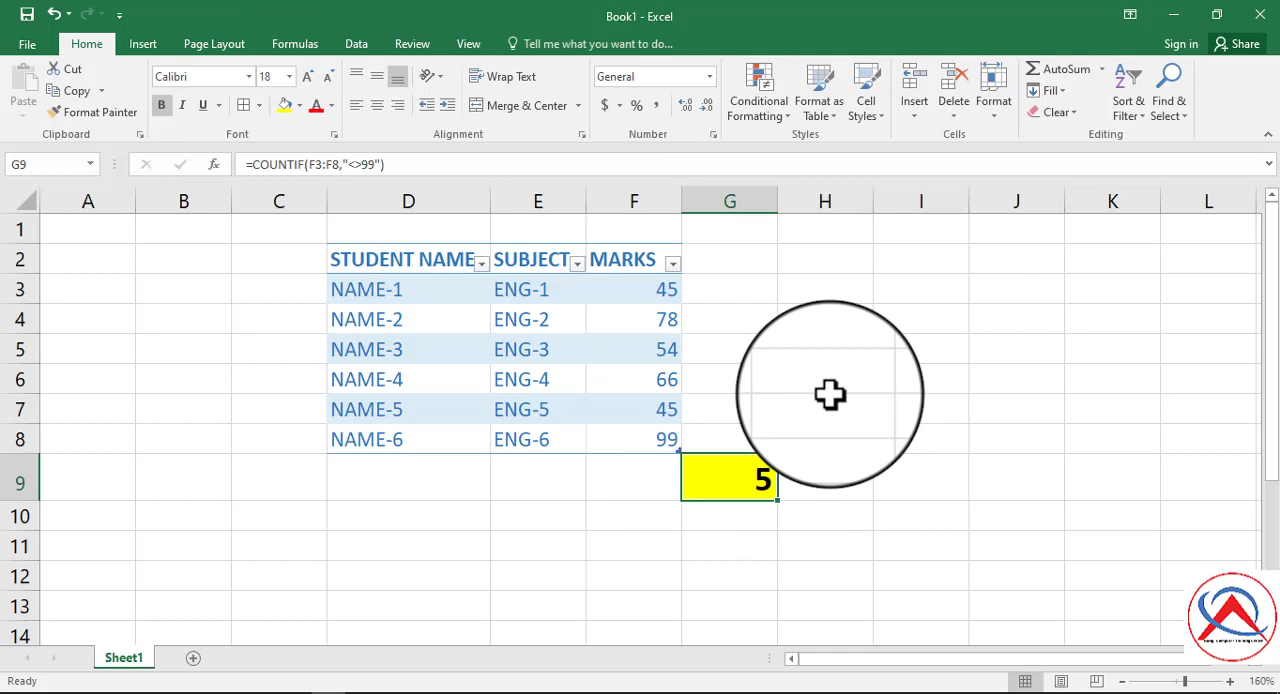 Book1 - Excel
File Home Insert Page Layout Formulas Data Review View Tell me what you want to do... Sign in Share
Paste Cut Copy Format Painter
Clipboard
Calibri 18 A A
B I U A
Font
Wrap Text
Merge & Center
Alignment
General
$ % , .00 .0
Number
Conditional Formatting Format as Table Cell Styles
Styles
Insert Delete Format
Cells
AutoSum Fill Clear Sort & Filter Find & Select
Editing
G9 fx =COUNTIF(F3:F8,"<>99")
A B C D E F G H I J K L
1
2 STUDENT NAME SUBJECT MARKS
3 NAME-1 ENG-1 45
4 NAME-2 ENG-2 78
5 NAME-3 ENG-3 54
6 NAME-4 ENG-4 66
7 NAME-5 ENG-5 45
8 NAME-6 ENG-6 99
9 5
10
11
12
13
14
Sheet1
Ready 160%